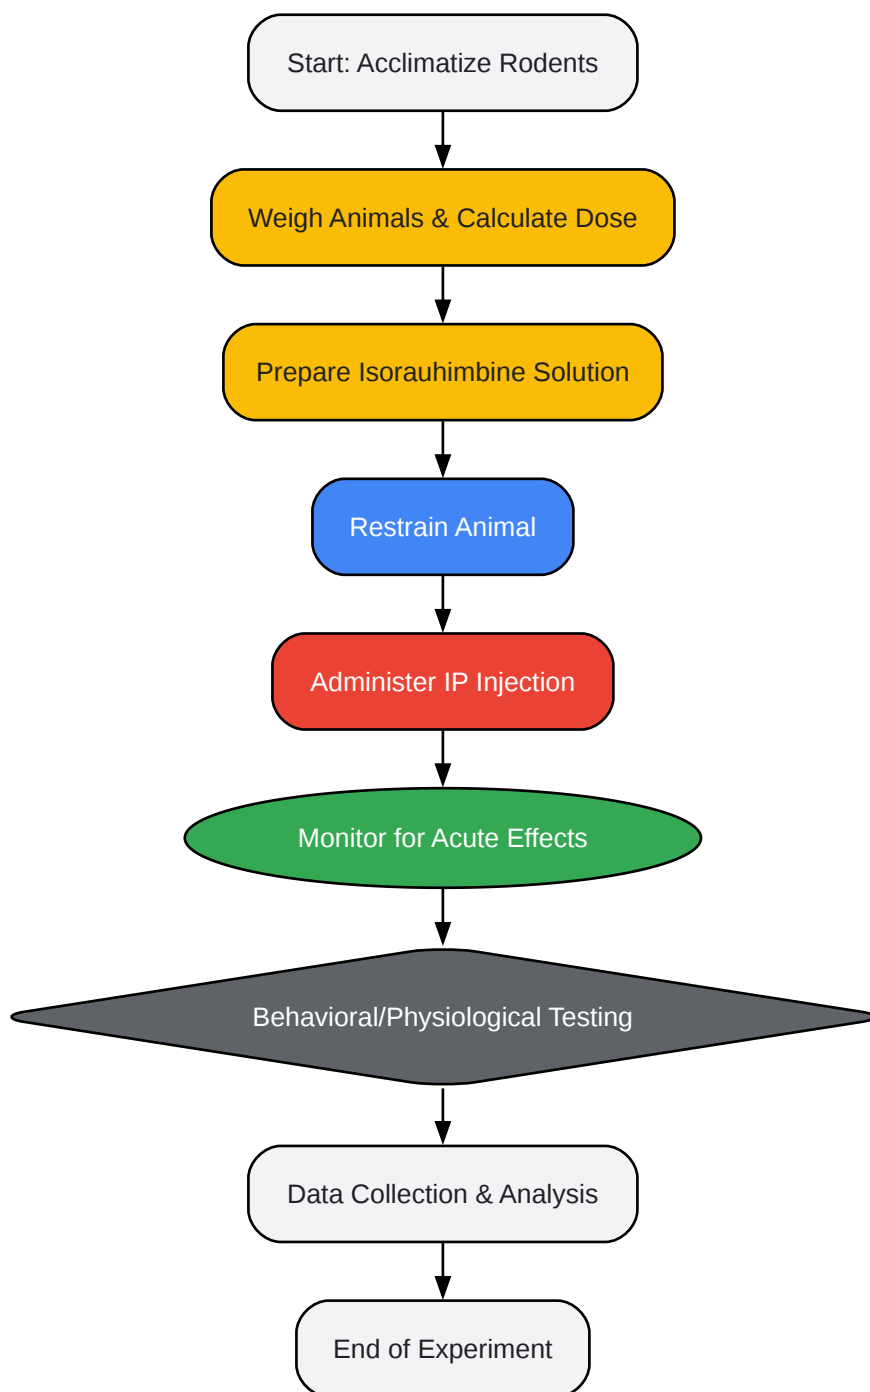 Start: Acclimatize Rodents
Weigh Animals & Calculate Dose
Prepare Isorauhimbine Solution
Restrain Animal
Administer IP Injection
Monitor for Acute Effects
Behavioral/Physiological Testing
Data Collection & Analysis
End of Experiment